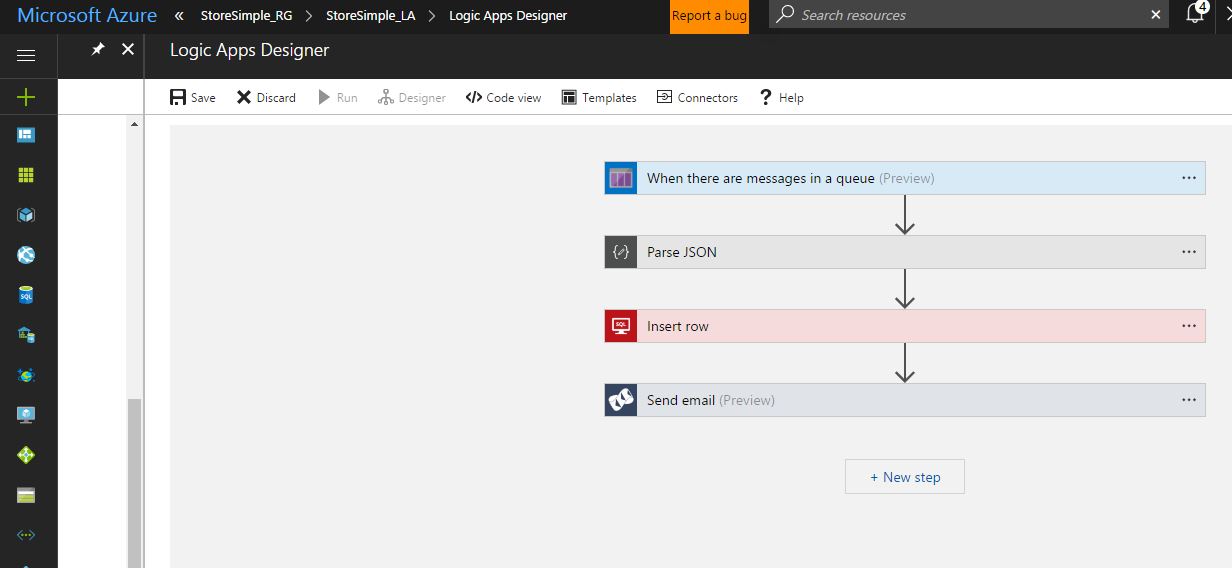 Microsoft Azure « StoreSimple_RG > StoreSimple_LA > Logic Apps Designer Report a bug Search resources × 4
Logic Apps Designer
Save Discard Run Designer </> Code view Templates Connectors ? Help
When there are messages in a queue (Preview) ...
Parse JSON ...
SQL Insert row ...
Send email (Preview) ...
+ New step
SQL